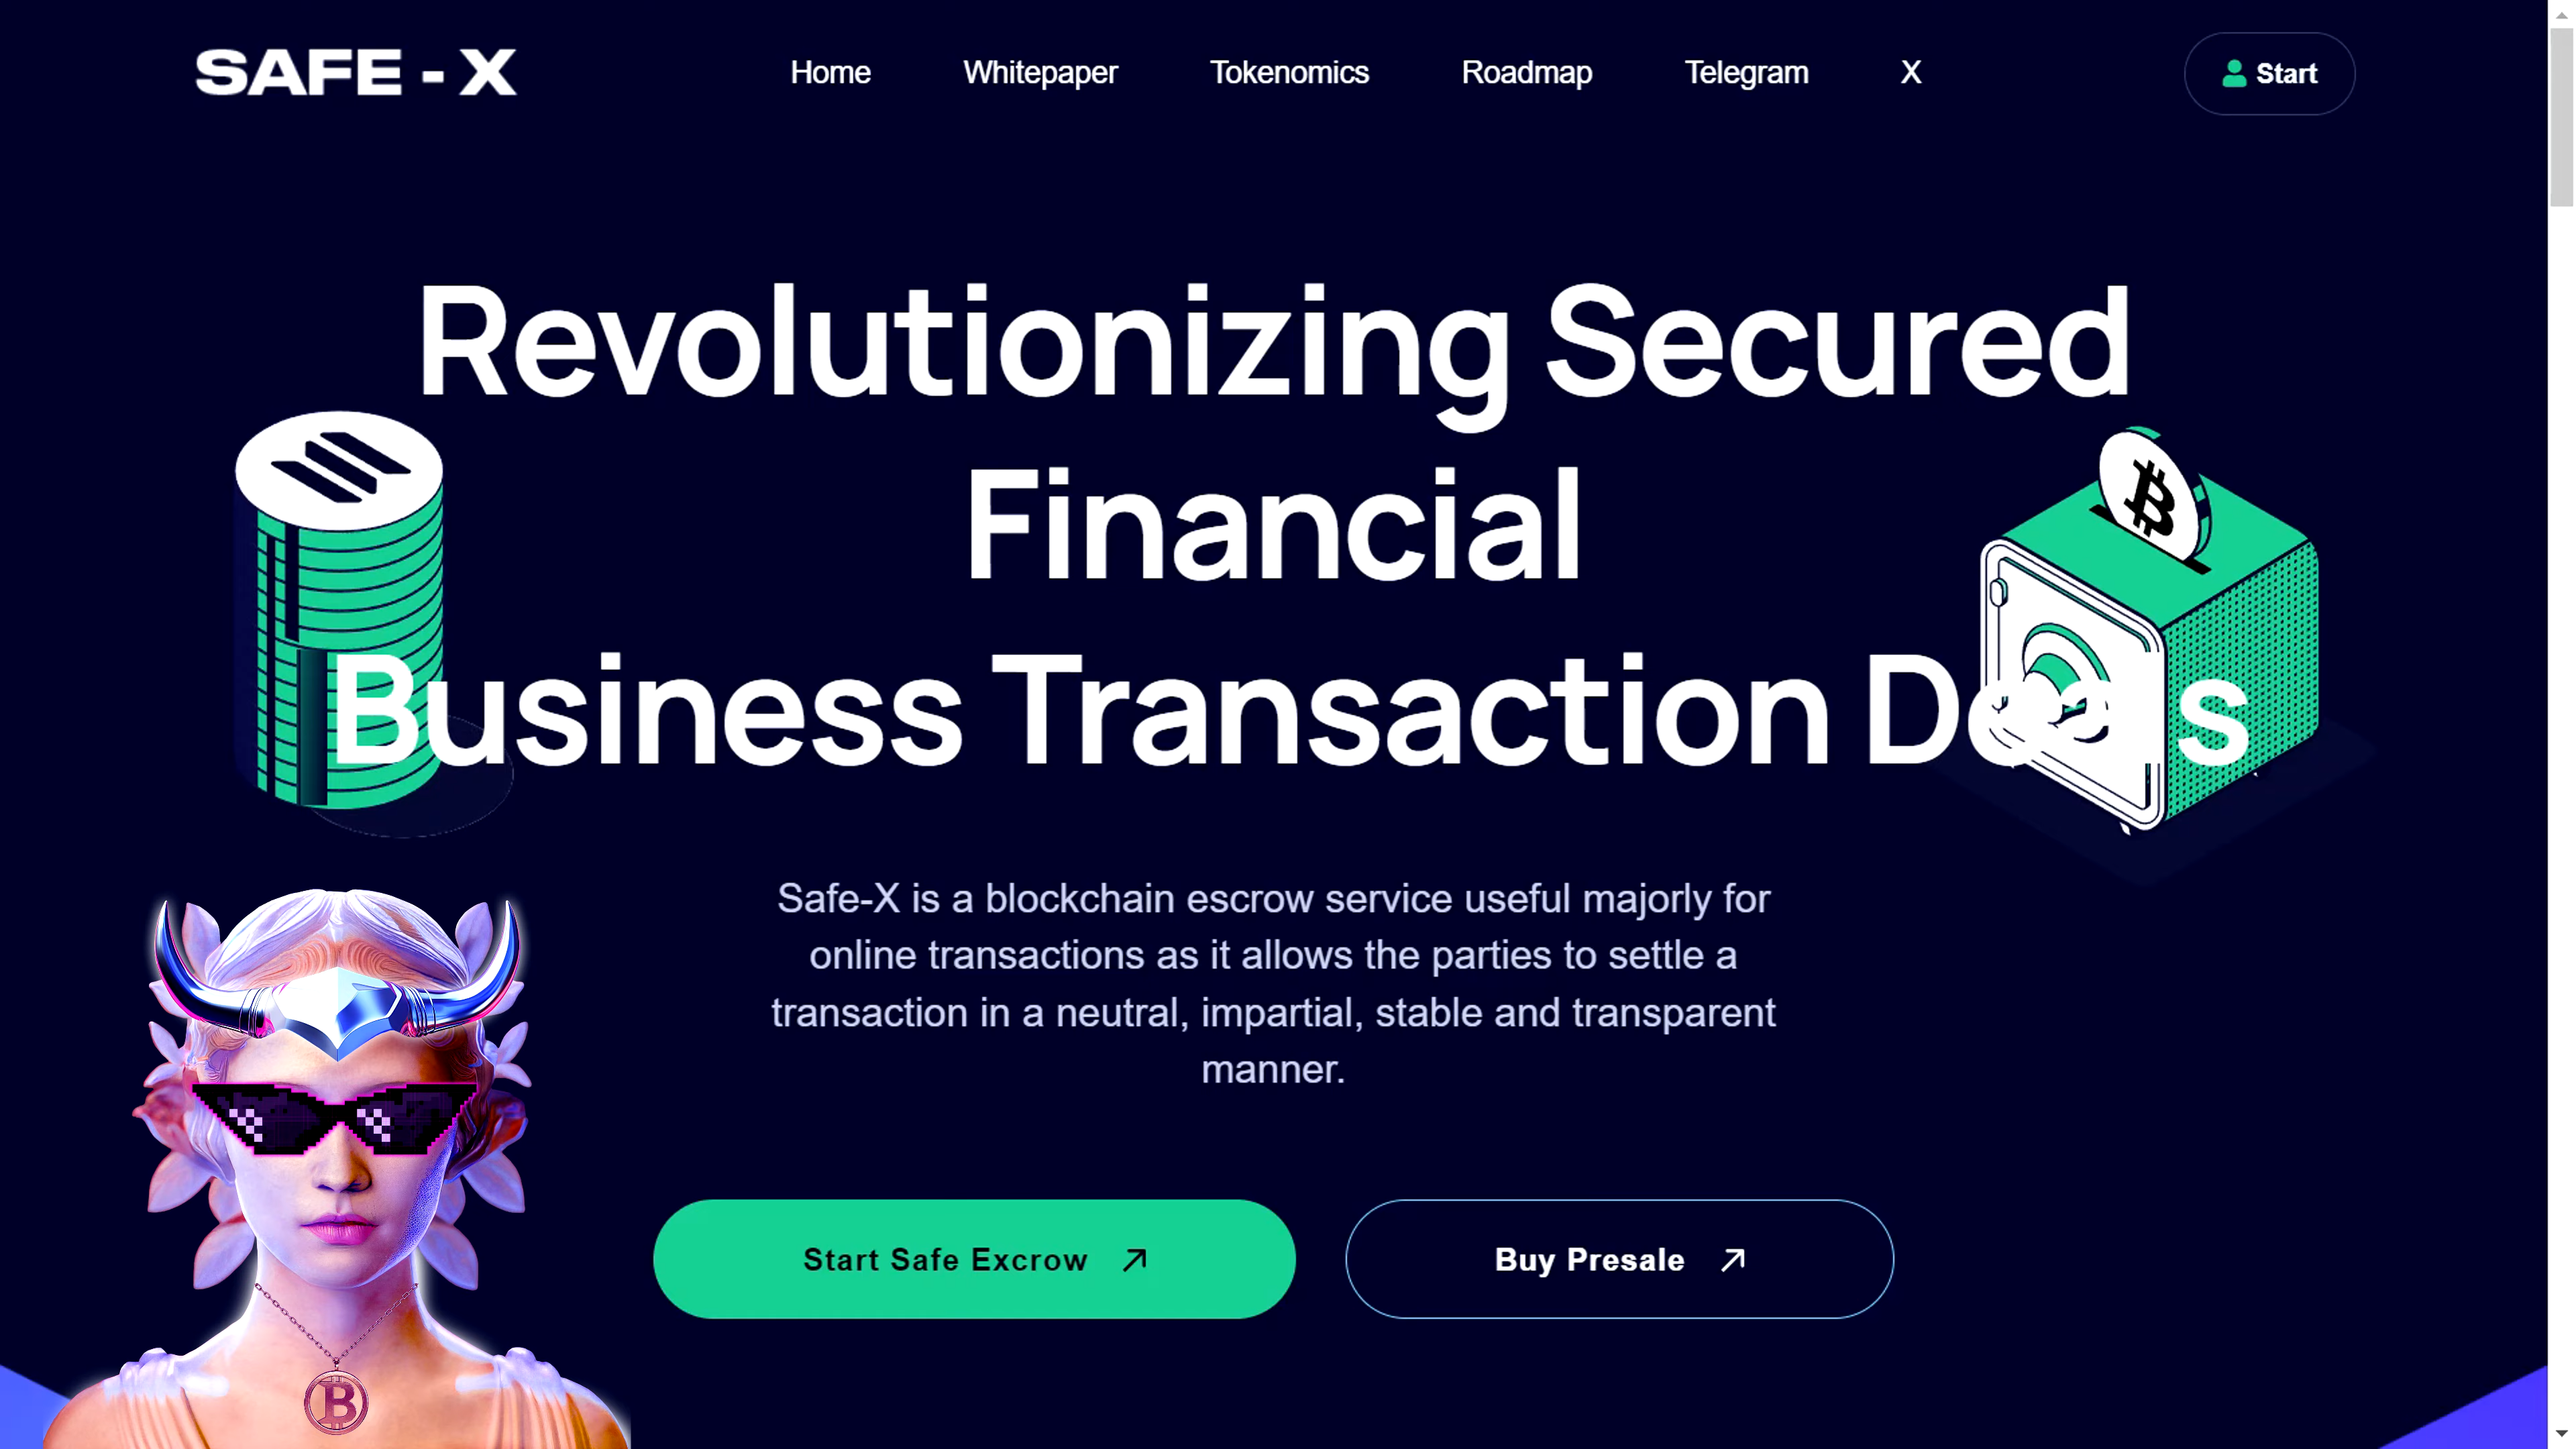 SAFE - X
Home Whitepaper Tokenomics Roadmap Telegram X Start
Revolutionizing Secured
Financial
Business Transaction
Safe-X is a blockchain escrow service useful majorly for
online transactions as it allows the parties to settle a
transaction in a neutral, impartial, stable and transparent
manner.
Start Safe Excrow
Buy Presale